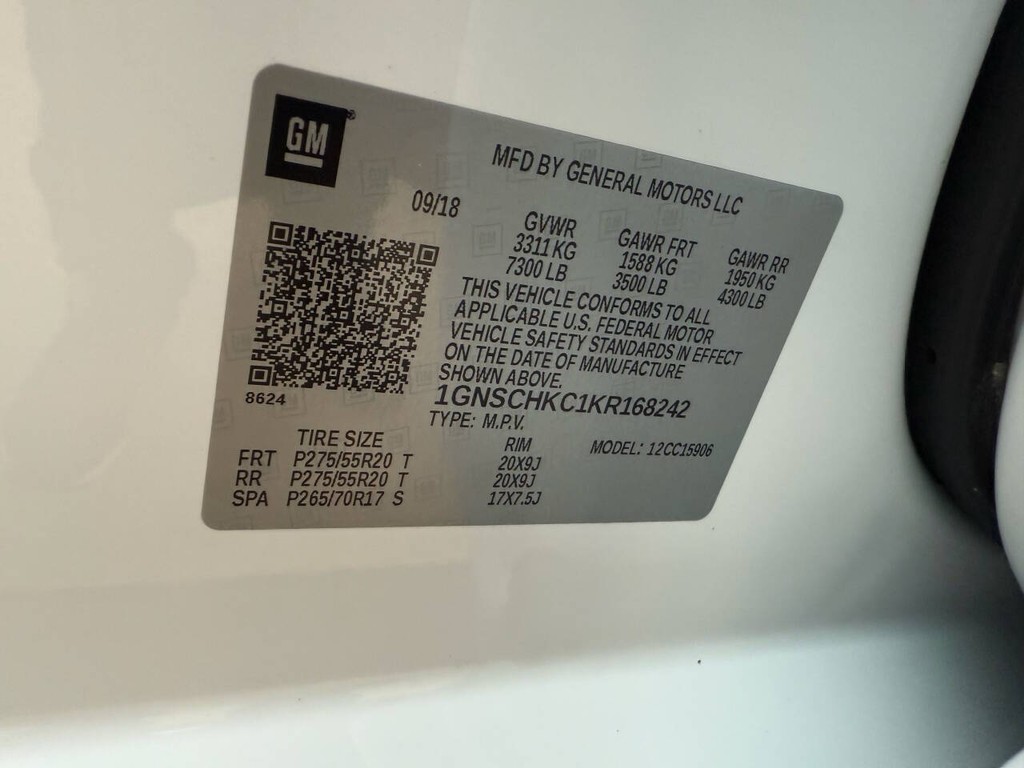 GM
MFD BY GENERAL MOTORS LLC
09/18
GVWR GAWR FRT GAWR RR
3311 KG 1588 KG 1950 KG
7300 LB 3500 LB 4300 LB
THIS VEHICLE CONFORMS TO ALL
APPLICABLE U.S. FEDERAL MOTOR
VEHICLE SAFETY STANDARDS IN EFFECT
ON THE DATE OF MANUFACTURE
SHOWN ABOVE.
8624
1GNSCHKC1KR168242
TYPE: M.P.V.
TIRE SIZE RIM MODEL: 12CC15906
FRT P275/55R20 T 20X9J
RR P275/55R20 T 20X9J
SPA P265/70R17 S 17X7.5J